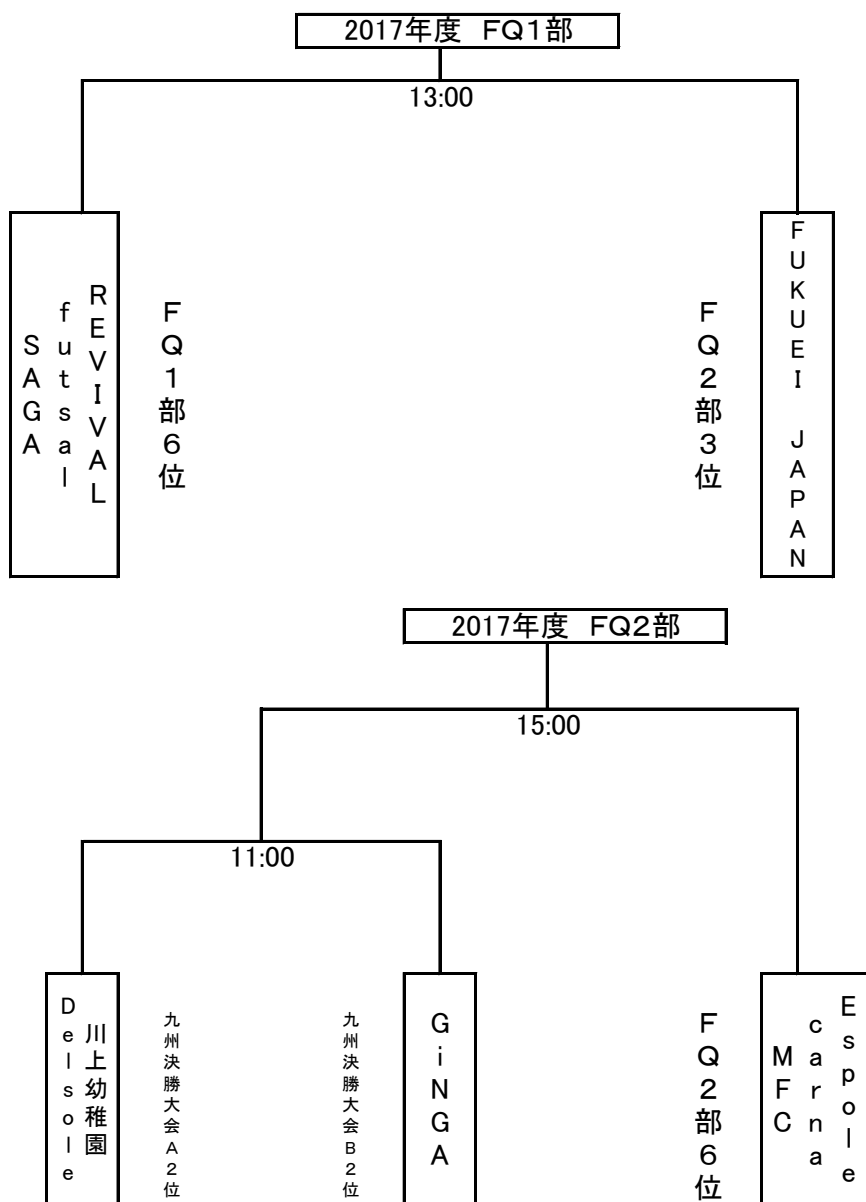 2017年度 FQ1部
13:00
REVIVAL
futsal
SAGA
FQ1部6位
FQ2部3位
FUKUEI JAPAN
2017年度 FQ2部
15:00
11:00
川上幼稚園
Delsole
九州決勝大会A2位
九州決勝大会B2位
GiNGA
FQ2部6位
Espole
carna
MFC